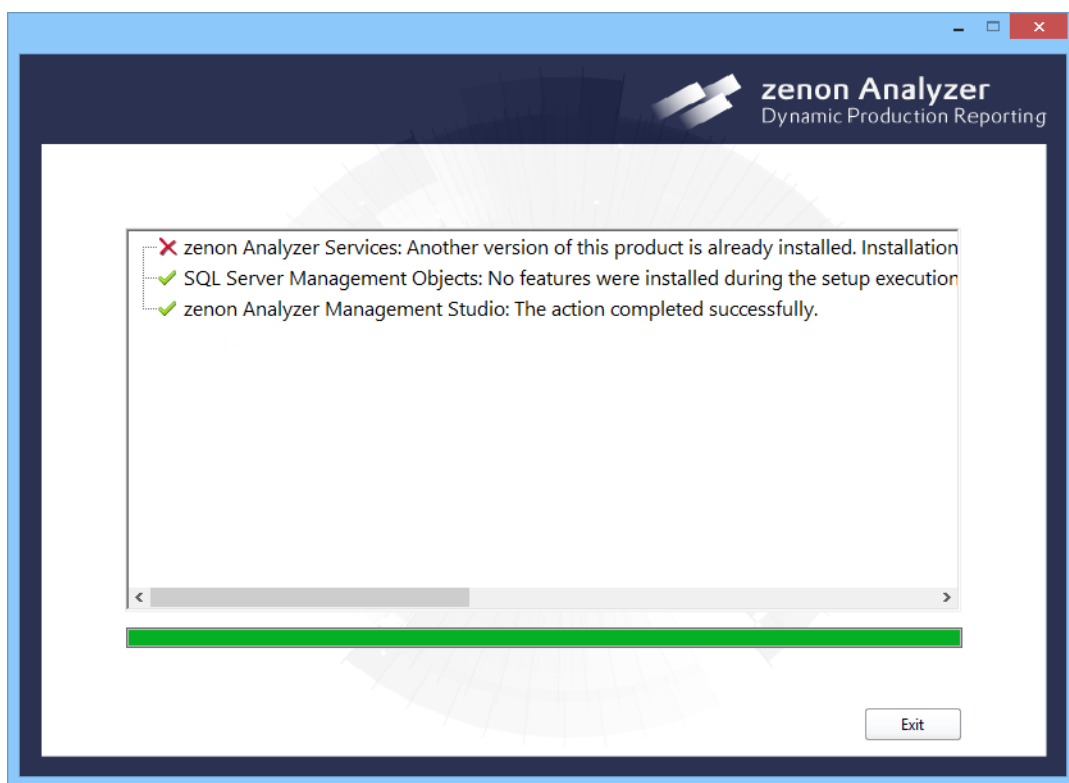 zenon Analyzer
Dynamic Production Reporting
zenon Analyzer Services: Another version of this product is already installed. Installation
SQL Server Management Objects: No features were installed during the setup execution
zenon Analyzer Management Studio: The action completed successfully.
Exit